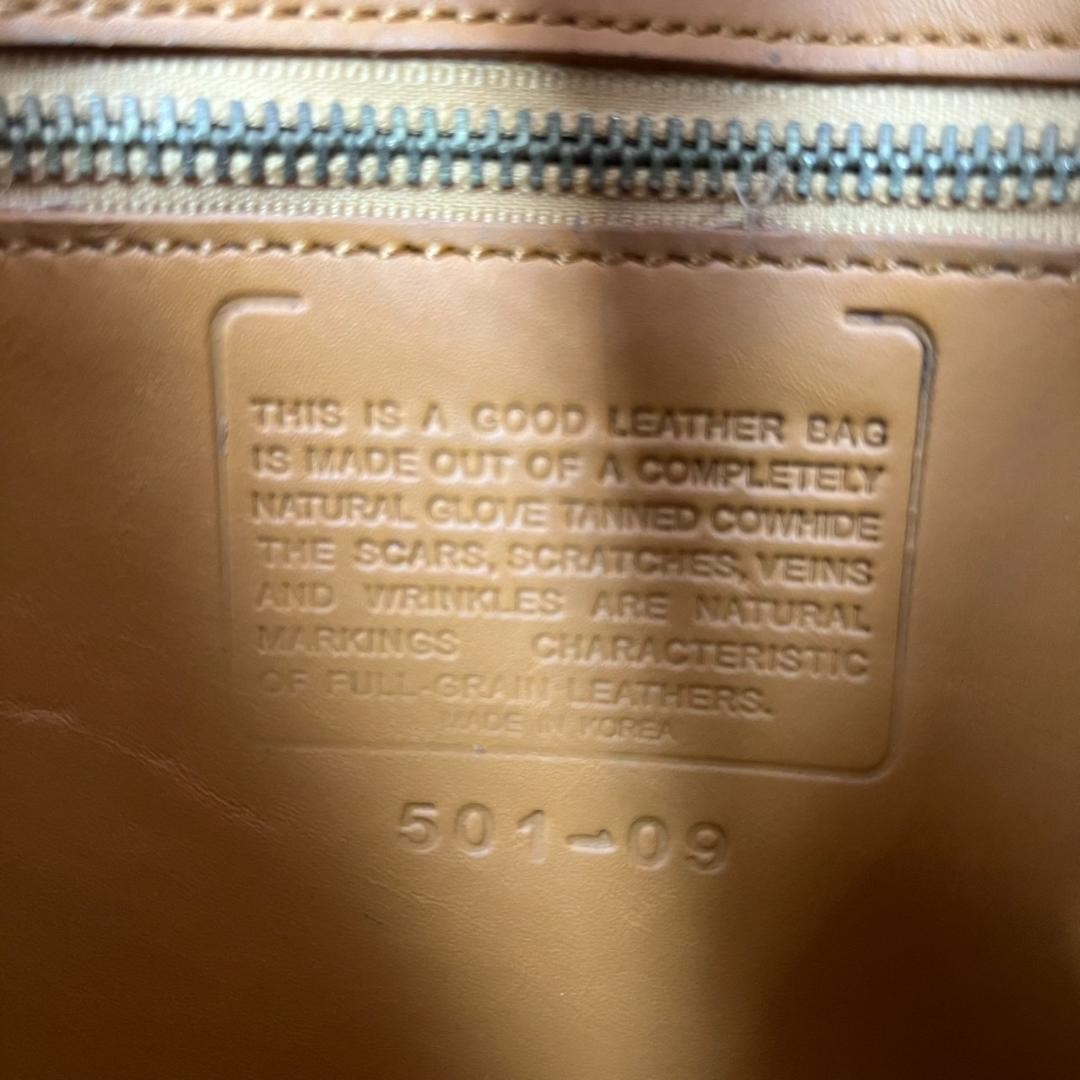 THIS IS A GOOD LEATHER BAG
IS MADE OUT OF A COMPLETELY
NATURAL GLOVE TANNED COWHIDE
THE SCARS, SCRATCHES, VEINS
AND WRINKLES ARE NATURAL
MARKINGS CHARACTERISTIC
OF FULL-GRAIN LEATHERS.
MADE IN KOREA
501-09